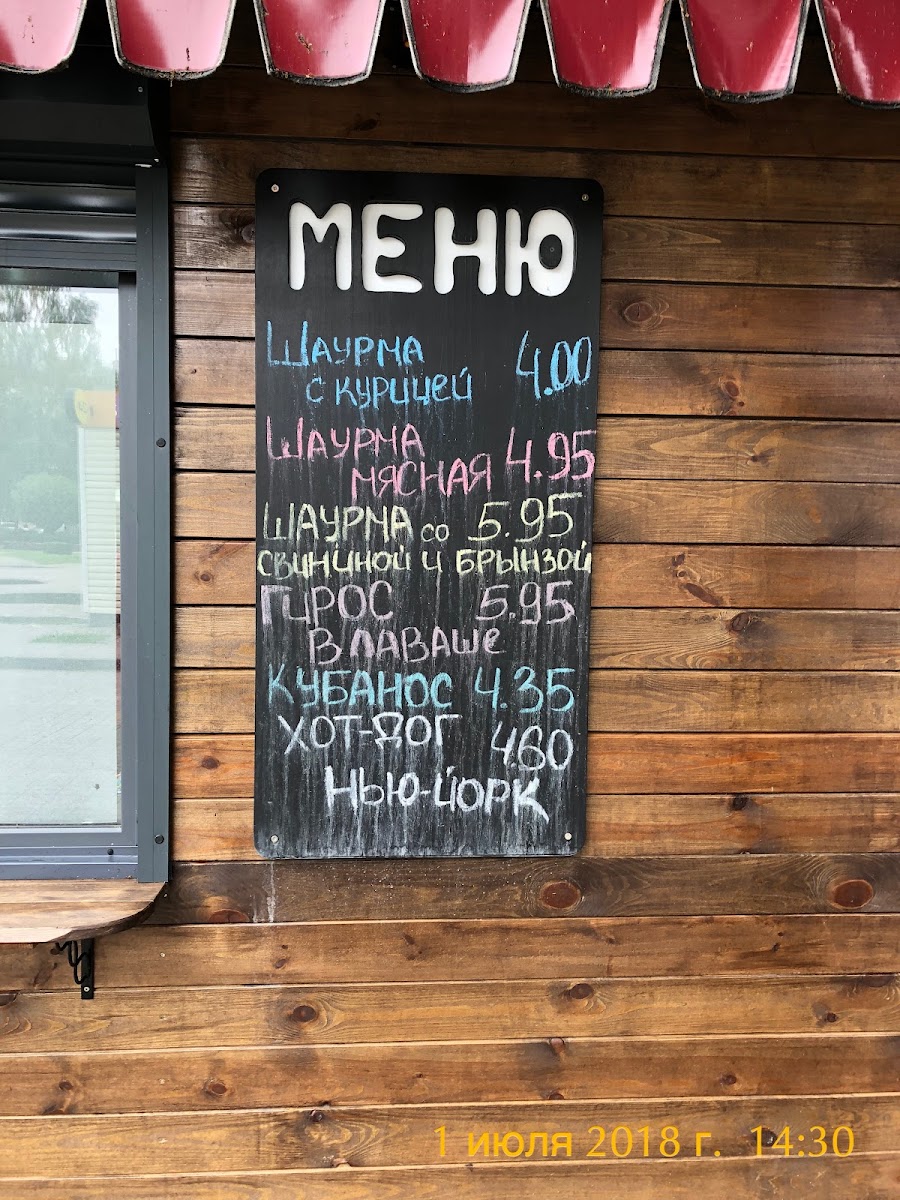 МЕНЮ
ШАУРМА 4.00
С КУРИЦЕЙ
ШАУРМА 4.95
МЯСНАЯ
ШАУРМА со 5.95
СВИНИНОЙ И БРЫНЗОЙ
ГИРОС 5.95
В ЛАВАШЕ
КУБАНОС 4.35
ХОТ-ДОГ 4.60
НЬЮ-ЙОРК
1 июля 2018 г. 14:30